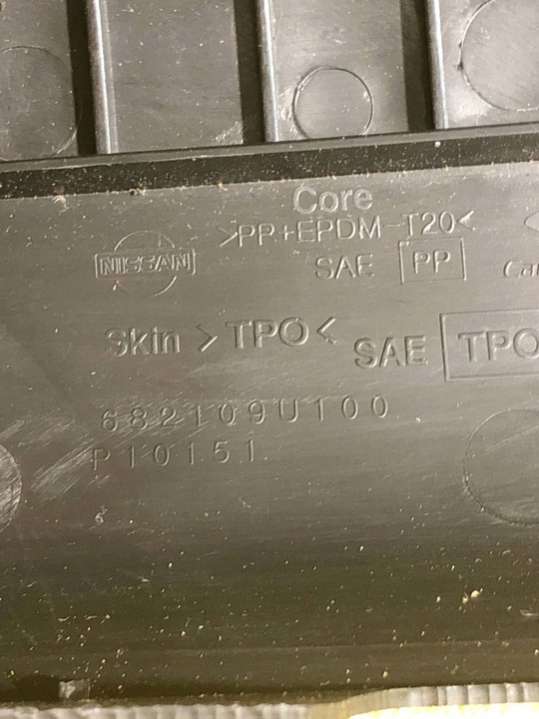 Core
>PP+EPDM-T20<
NISSAN
SAE PP
Skin >TPO<
SAE TPO
682109U100
P10151